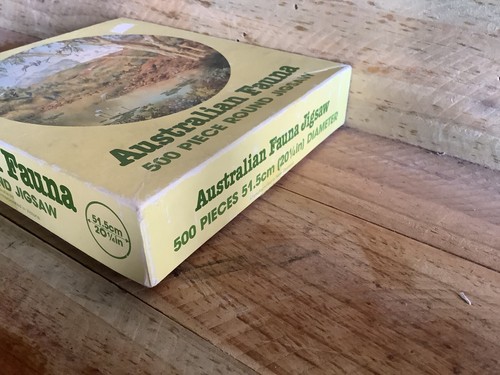 Australian Fauna
500 PIECE ROUND JIGSAW
Australian Fauna Jigsaw
500 PIECES 51.5cm (20¼in) DIAMETER
Fauna
ND JIGSAW
51.5cm
20¼in